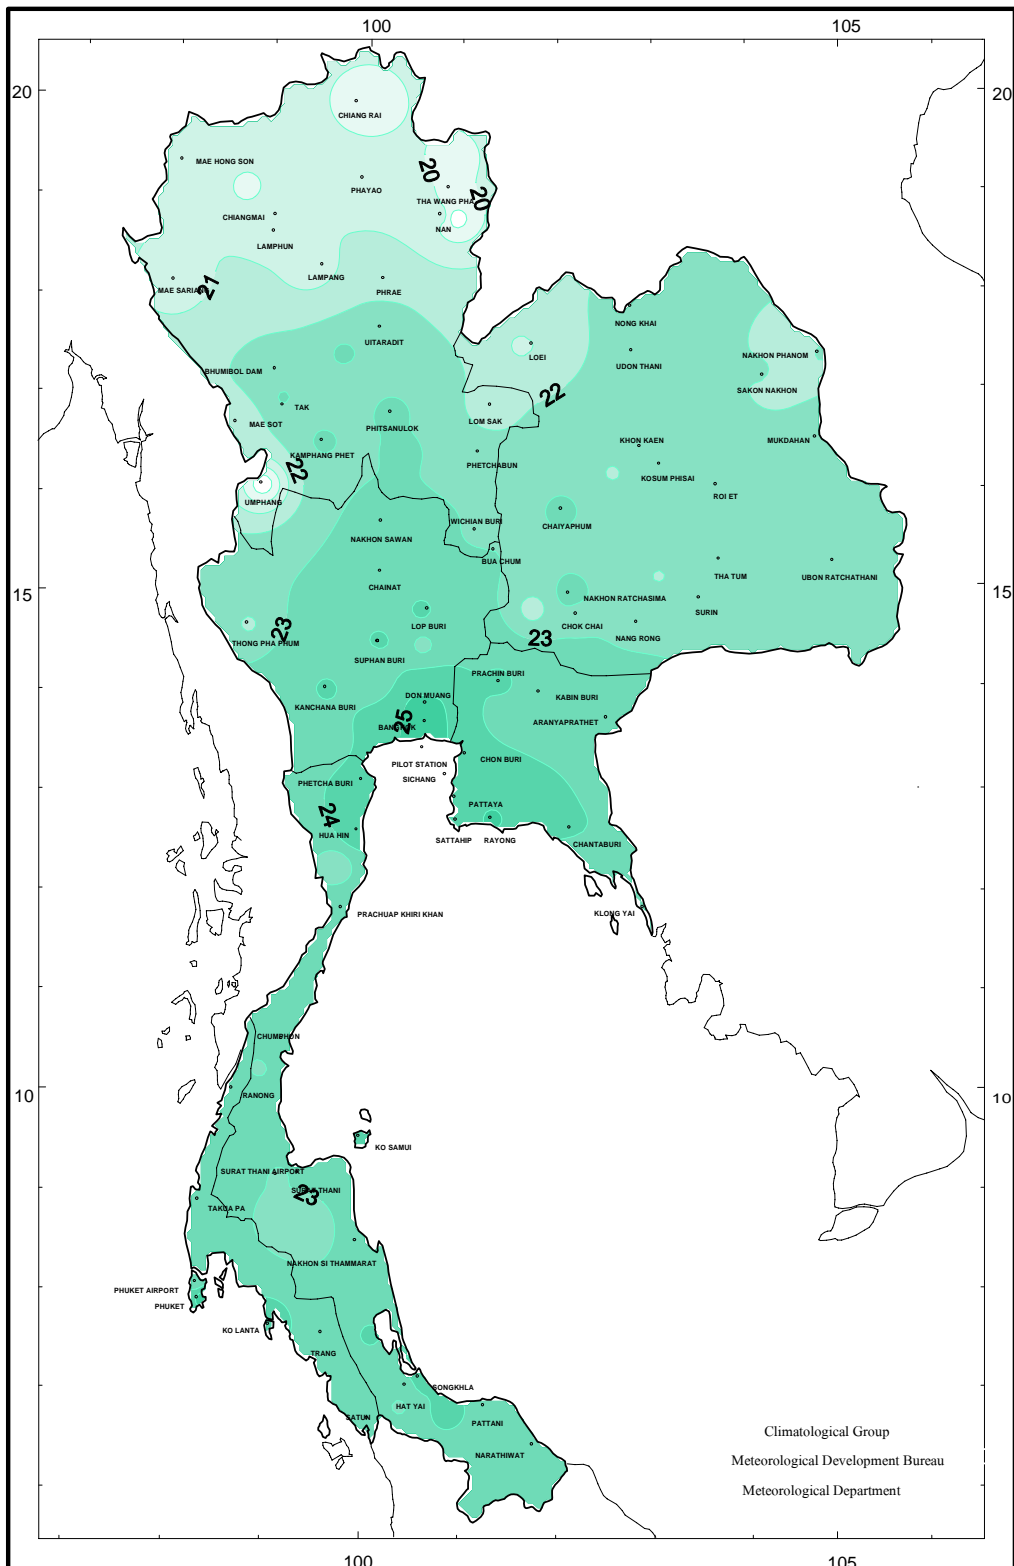 100 105
20 20
CHIANG RAI
MAE HONG SON
20
PHAYAO
THA WANG PHA
20
CHIANGMAI
NAN
LAMPHUN
LAMPANG
MAE SARIANG
21
PHRAE
NONG KHAI
UITARADIT
LOEI
NAKHON PHANOM
UDON THANI
BHUMIBOL DAM
SAKON NAKHON
22
TAK
MAE SOT
LOM SAK
PHITSANULOK
KHON KAEN
MUKDAHAN
KAMPHANG PHET
PHETCHABUN
22
KOSUM PHISAI
ROI ET
UMPHANG
WICHIAN BURI
CHAIYAPHUM
NAKHON SAWAN
BUA CHUM
THA TUM
UBON RATCHATHANI
CHAINAT
15 15
NAKHON RATCHASIMA
SURIN
LOP BURI
CHOK CHAI
23
NANG RONG
23
THONG PHA PHUM
SUPHAN BURI
PRACHIN BURI
DON MUANG
KABIN BURI
KANCHANA BURI
ARANYAPRATHET
25
BANGKOK
CHON BURI
PILOT STATION
SICHANG
PHETCHA BURI
PATTAYA
24
HUA HIN
SATTAHIP
RAYONG
CHANTABURI
PRACHUAP KHIRI KHAN
KLONG YAI
CHUMPHON
10 10
RANONG
KO SAMUI
SURAT THANI AIRPORT
SURAT THANI
23
TAKUA PA
NAKHON SI THAMMARAT
PHUKET AIRPORT
PHUKET
KO LANTA
TRANG
SONGKHLA
HAT YAI
SATUN
PATTANI
NARATHIWAT
Climatological Group
Meteorological Development Bureau
Meteorological Department
100 105